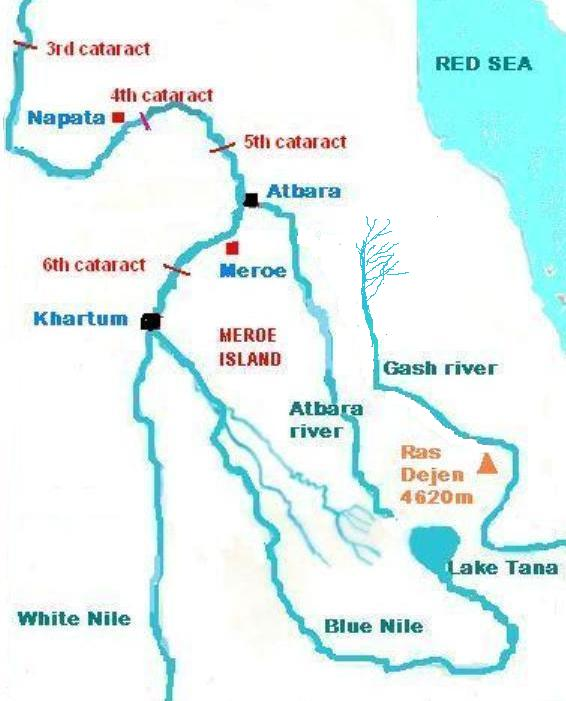 3rd cataract
RED SEA
4th cataract
Napata
5th cataract
Atbara
6th cataract
Meroe
Khartum
MEROE
ISLAND
Gash river
Atbara
river
Ras
Dejen
4620m
Lake Tana
White Nile
Blue Nile